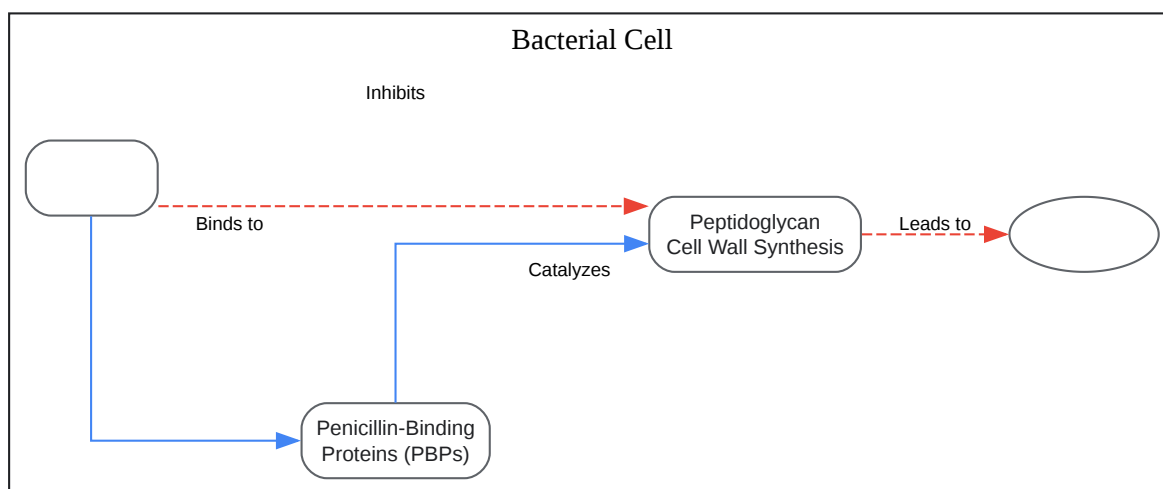 Bacterial Cell
Inhibits
Binds to
Peptidoglycan
Cell Wall Synthesis
Leads to
Catalyzes
Penicillin-Binding
Proteins (PBPs)